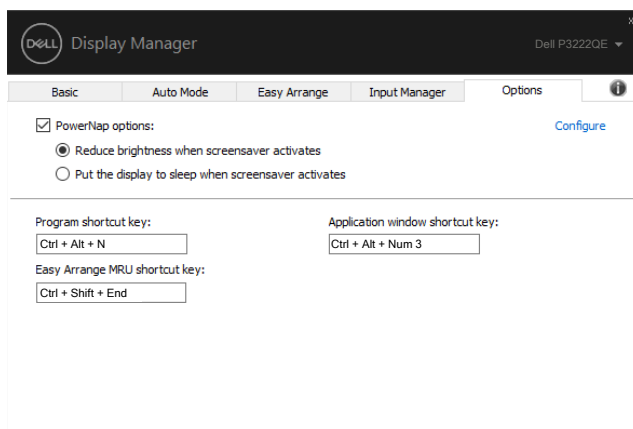 DELL Display Manager Dell P3222QE
Basic Auto Mode Easy Arrange Input Manager Options
PowerNap options: Configure
Reduce brightness when screensaver activates
Put the display to sleep when screensaver activates
Program shortcut key: Application window shortcut key:
Ctrl + Alt + N Ctrl + Alt + Num 3
Easy Arrange MRU shortcut key:
Ctrl + Shift + End